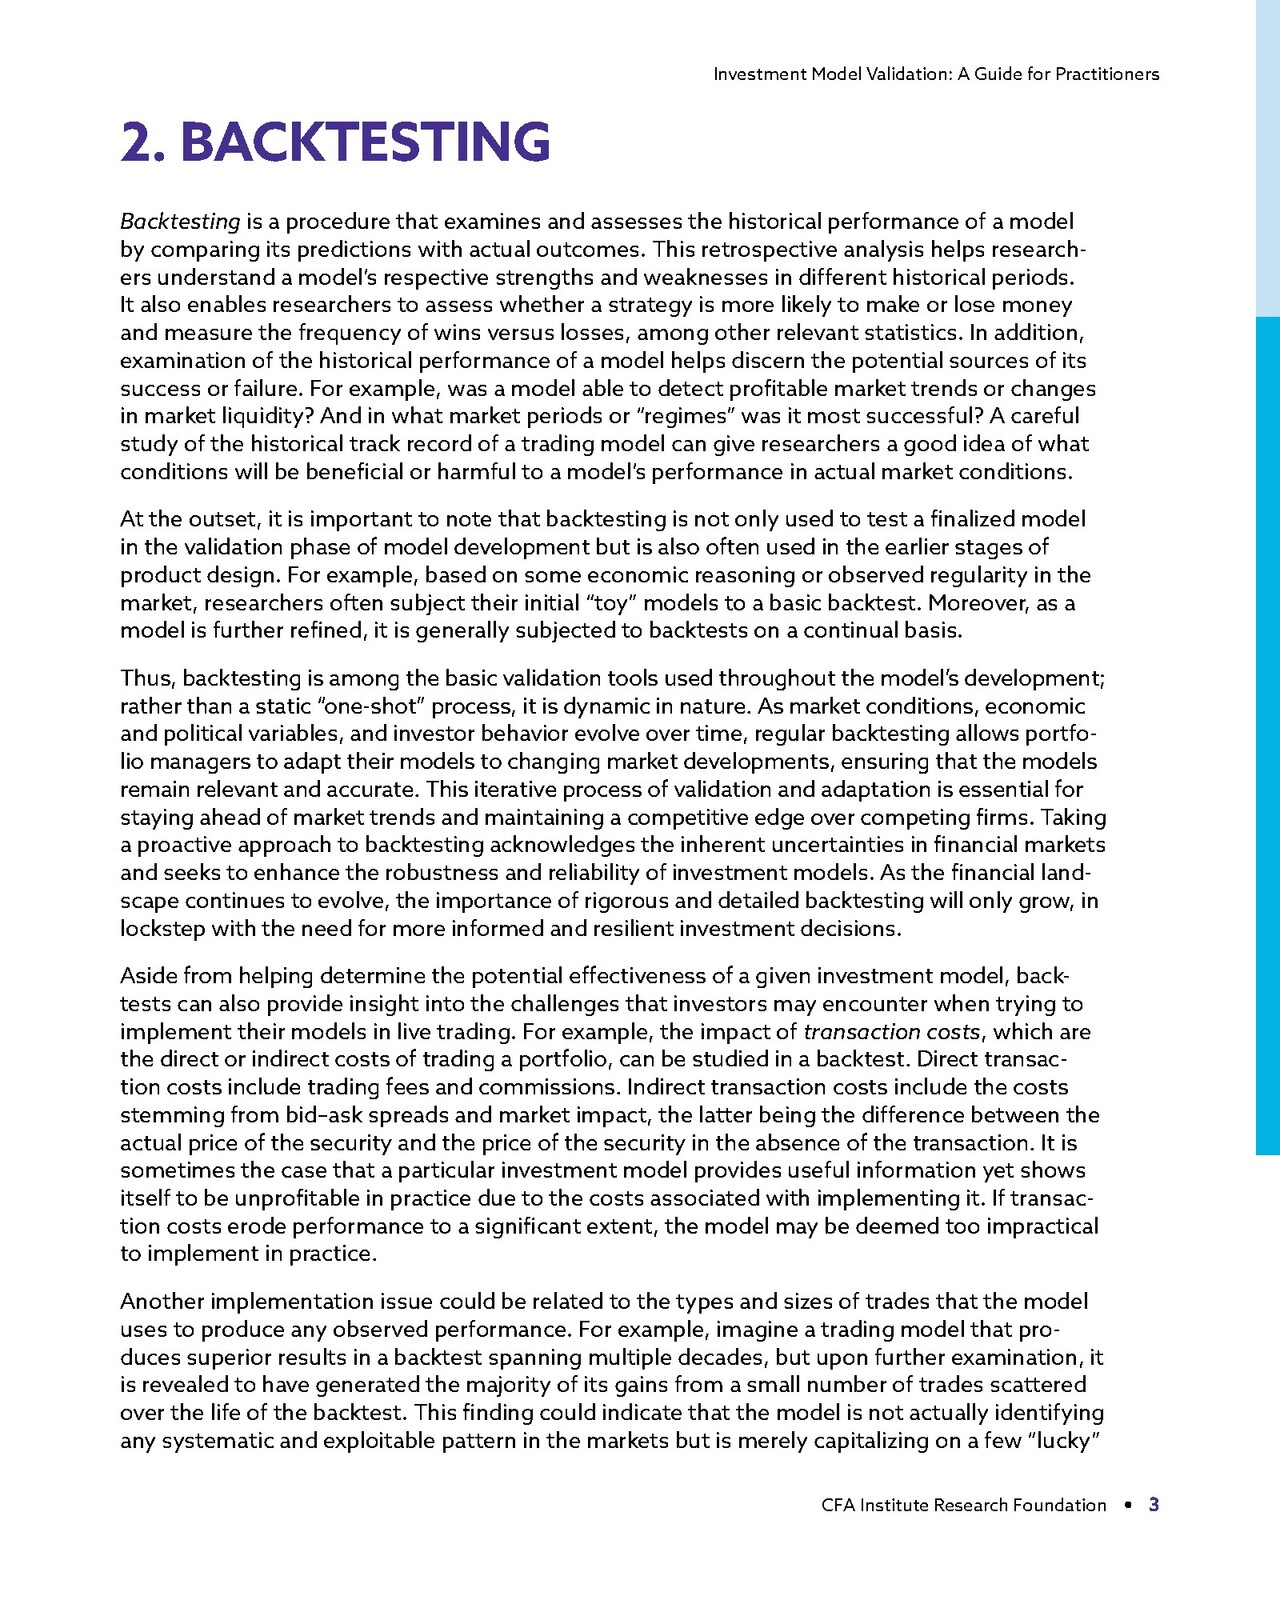 Investment Model Validation: A Guide for Practitioners
2. BACKTESTING
Backtesting is a procedure that examines and assesses the historical performance of a model
by comparing its predictions with actual outcomes. This retrospective analysis helps research-
ers understand a model’s respective strengths and weaknesses in different historical periods.
It also enables researchers to assess whether a strategy is more likely to make or lose money
and measure the frequency of wins versus losses, among other relevant statistics. In addition,
examination of the historical performance of a model helps discern the potential sources of its
success or failure. For example, was a model able to detect profitable market trends or changes
in market liquidity? And in what market periods or “regimes” was it most successful? A careful
study of the historical track record of a trading model can give researchers a good idea of what
conditions will be beneficial or harmful to a model’s performance in actual market conditions.
At the outset, it is important to note that backtesting is not only used to test a finalized model
in the validation phase of model development but is also often used in the earlier stages of
product design. For example, based on some economic reasoning or observed regularity in the
market, researchers often subject their initial “toy” models to a basic backtest. Moreover, as a
model is further refined, it is generally subjected to backtests on a continual basis.
Thus, backtesting is among the basic validation tools used throughout the model’s development;
rather than a static “one-shot” process, it is dynamic in nature. As market conditions, economic
and political variables, and investor behavior evolve over time, regular backtesting allows portfo-
lio managers to adapt their models to changing market developments, ensuring that the models
remain relevant and accurate. This iterative process of validation and adaptation is essential for
staying ahead of market trends and maintaining a competitive edge over competing firms. Taking
a proactive approach to backtesting acknowledges the inherent uncertainties in financial markets
and seeks to enhance the robustness and reliability of investment models. As the financial land-
scape continues to evolve, the importance of rigorous and detailed backtesting will only grow, in
lockstep with the need for more informed and resilient investment decisions.
Aside from helping determine the potential effectiveness of a given investment model, back-
tests can also provide insight into the challenges that investors may encounter when trying to
implement their models in live trading. For example, the impact of transaction costs, which are
the direct or indirect costs of trading a portfolio, can be studied in a backtest. Direct transac-
tion costs include trading fees and commissions. Indirect transaction costs include the costs
stemming from bid–ask spreads and market impact, the latter being the difference between the
actual price of the security and the price of the security in the absence of the transaction. It is
sometimes the case that a particular investment model provides useful information yet shows
itself to be unprofitable in practice due to the costs associated with implementing it. If transac-
tion costs erode performance to a significant extent, the model may be deemed too impractical
to implement in practice.
Another implementation issue could be related to the types and sizes of trades that the model
uses to produce any observed performance. For example, imagine a trading model that pro-
duces superior results in a backtest spanning multiple decades, but upon further examination, it
is revealed to have generated the majority of its gains from a small number of trades scattered
over the life of the backtest. This finding could indicate that the model is not actually identifying
any systematic and exploitable pattern in the markets but is merely capitalizing on a few “lucky”
CFA Institute Research Foundation • 3